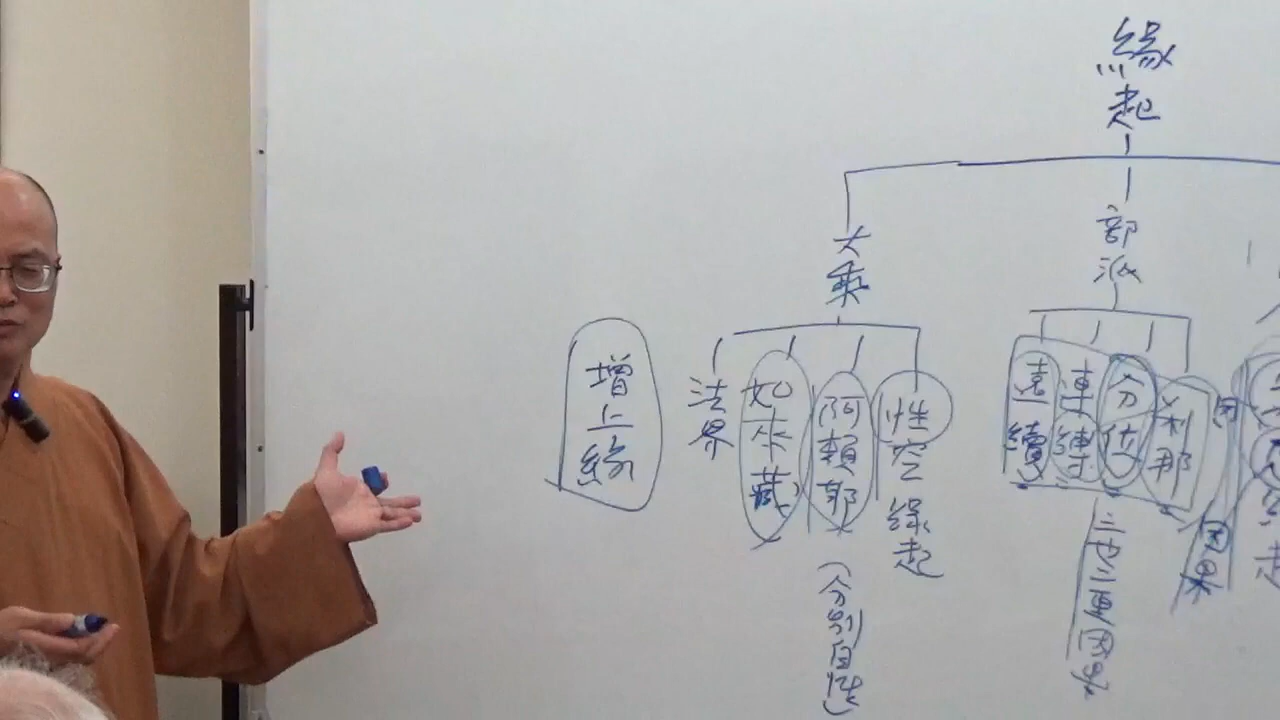 緣起
大乘
部派
增上緣
法界
如來藏
阿賴耶
性空緣起
(分別自性)
遠續
連縛
分位
剎那
因果
三世二重因果